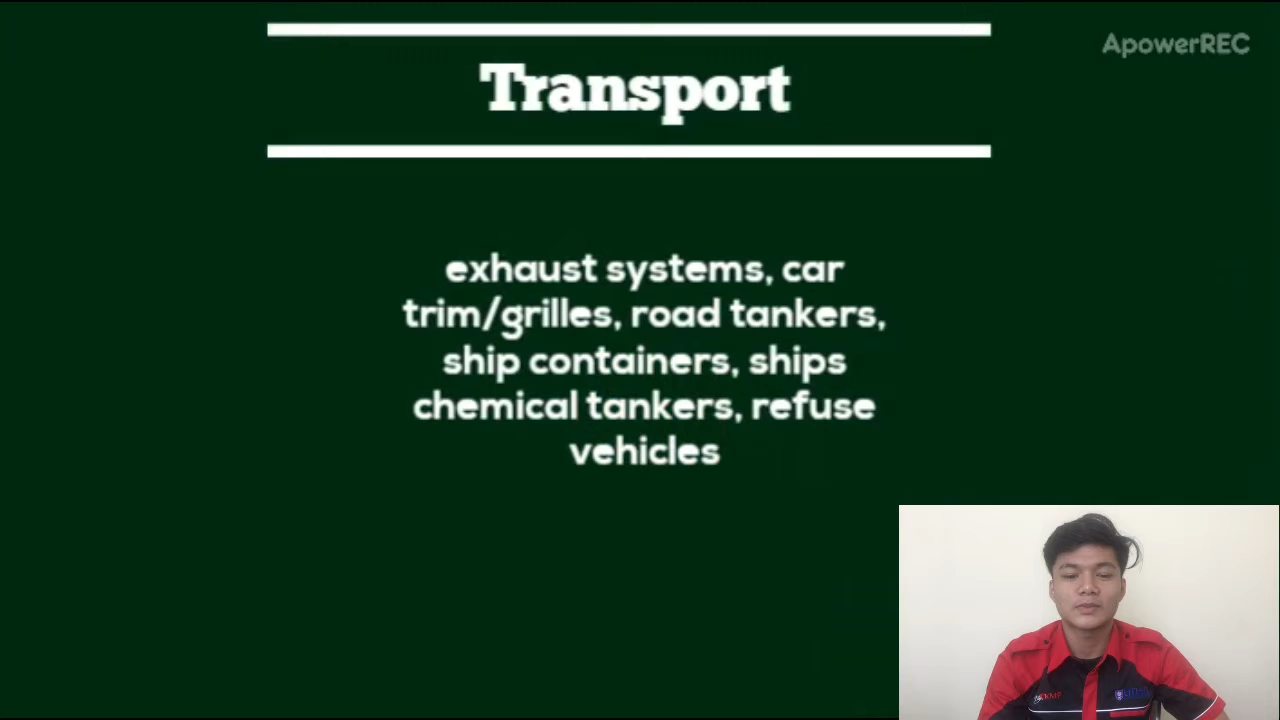 ApowerREC
Transport
exhaust systems, car
trim/grilles, road tankers,
ship containers, ships
chemical tankers, refuse
vehicles